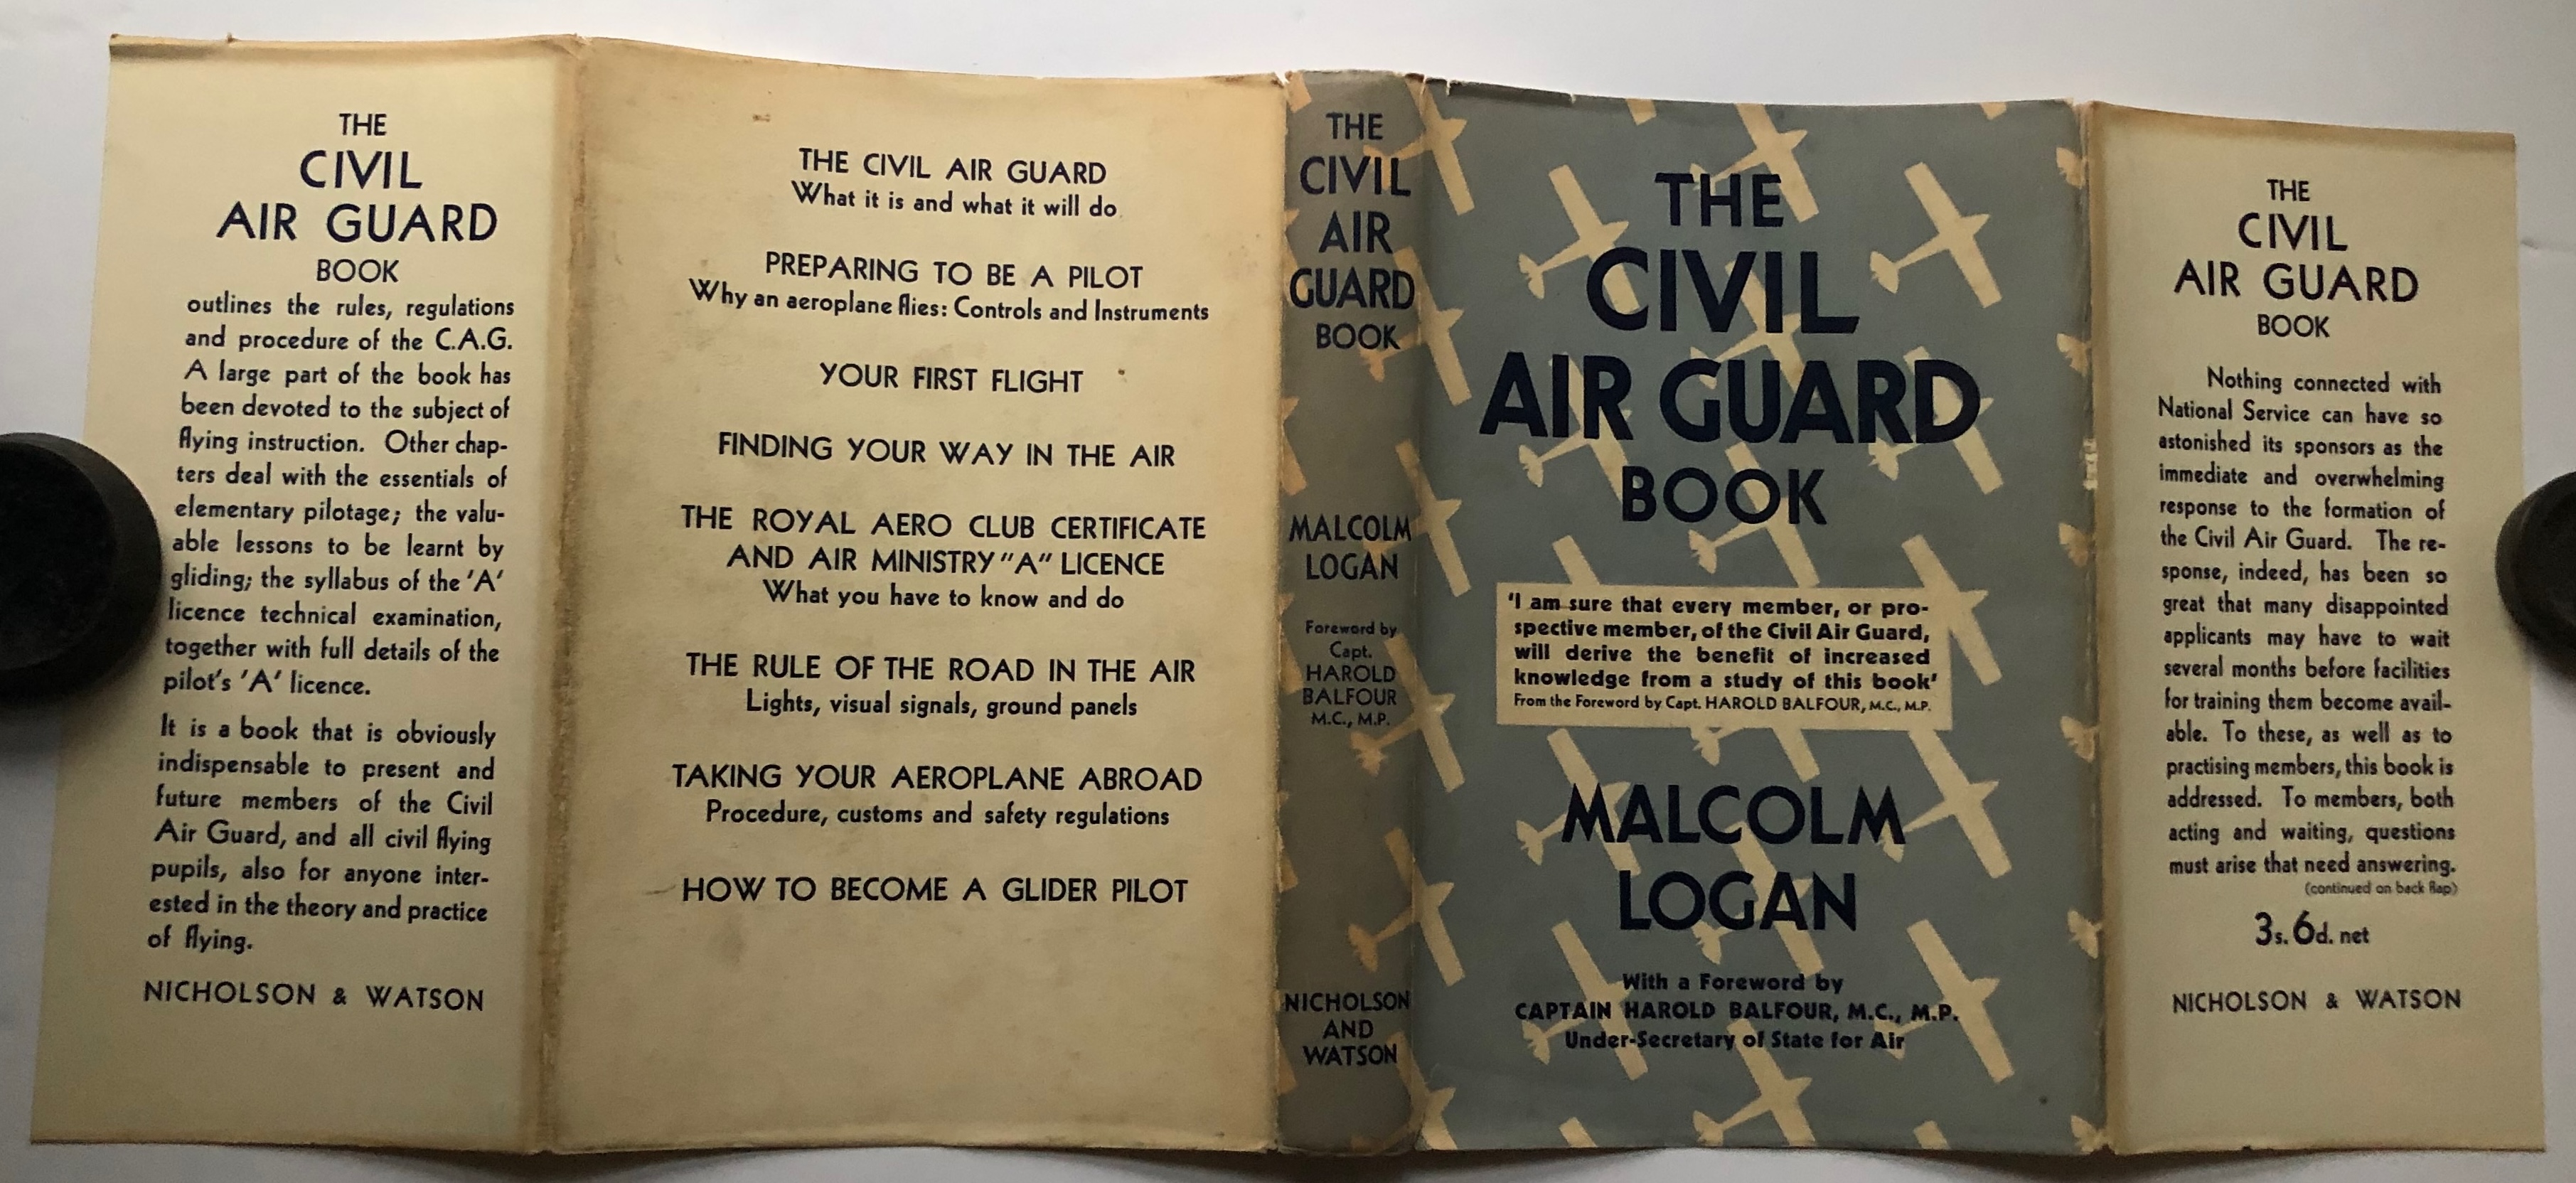 THE
CIVIL
AIR GUARD
BOOK
outlines the rules, regulations
and procedure of the C.A.G.
A large part of the book has
been devoted to the subject of
flying instruction. Other chap-
ters deal with the essentials of
elementary pilotage; the valu-
able lessons to be learnt by
gliding; the syllabus of the 'A'
licence technical examination,
together with full details of the
pilot's 'A' licence.
It is a book that is obviously
indispensable to present and
future members of the Civil
Air Guard, and all civil flying
pupils, also for anyone inter-
ested in the theory and practice
of flying.
NICHOLSON & WATSON
THE CIVIL AIR GUARD
What it is and what it will do
PREPARING TO BE A PILOT
Why an aeroplane flies: Controls and Instruments
YOUR FIRST FLIGHT
FINDING YOUR WAY IN THE AIR
THE ROYAL AERO CLUB CERTIFICATE
AND AIR MINISTRY "A" LICENCE
What you have to know and do
THE RULE OF THE ROAD IN THE AIR
Lights, visual signals, ground panels
TAKING YOUR AEROPLANE ABROAD
Procedure, customs and safety regulations
HOW TO BECOME A GLIDER PILOT
THE
CIVIL
AIR
GUARD
BOOK
MALCOLM
LOGAN
Foreword by
Capt.
HAROLD
BALFOUR
M.C., M.P.
NICHOLSON
AND
WATSON
THE
CIVIL
AIR GUARD
BOOK
'I am sure that every member, or pro-
spective member, of the Civil Air Guard,
will derive the benefit of increased
knowledge from a study of this book'
From the Foreword by Capt. HAROLD BALFOUR, M.C., M.P.
MALCOLM
LOGAN
With a Foreword by
CAPTAIN HAROLD BALFOUR, M.C., M.P.
Under-Secretary of State for Air
THE
CIVIL
AIR GUARD
BOOK
Nothing connected with
National Service can have so
astonished its sponsors as the
immediate and overwhelming
response to the formation of
the Civil Air Guard. The re-
sponse, indeed, has been so
great that many disappointed
applicants may have to wait
several months before facilities
for training them become avail-
able. To these, as well as to
practising members, this book is
addressed. To members, both
acting and waiting, questions
must arise that need answering.
(continued on back flap)
3s. 6d. net
NICHOLSON & WATSON